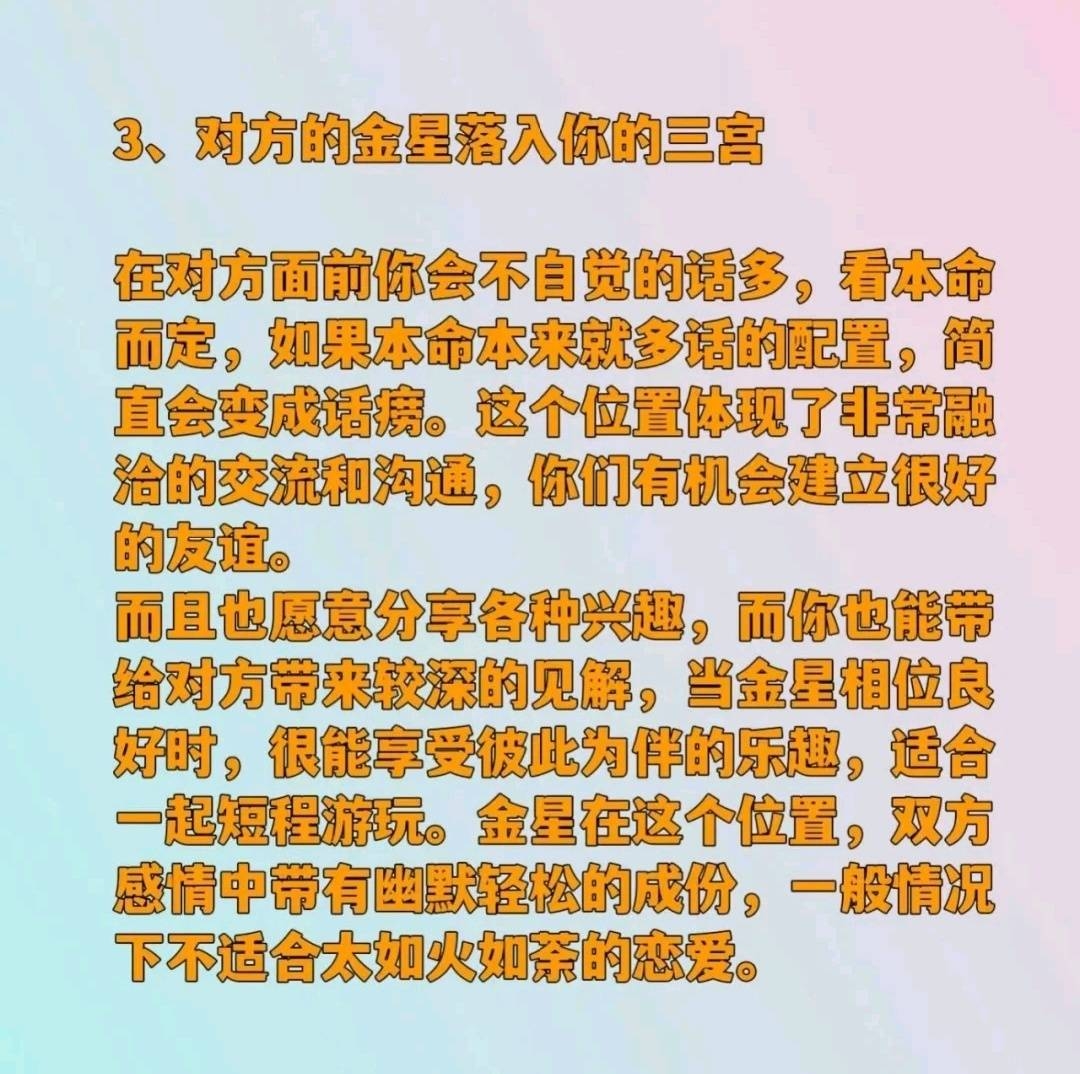 3、对方的金星落入你的三宫
在对方面前你会不自觉的话多，看本命
而定，如果本命本来就多话的配置，简
直会变成话痨。这个位置体现了非常融
洽的交流和沟通，你们有机会建立很好
的友谊。
而且也愿意分享各种兴趣，而你也能带
给对方带来较深的见解，当金星相位良
好时，很能享受彼此为伴的乐趣，适合
一起短程游玩。金星在这个位置，双方
感情中带有幽默轻松的成份，一般情况
下不适合太如火如荼的恋爱。